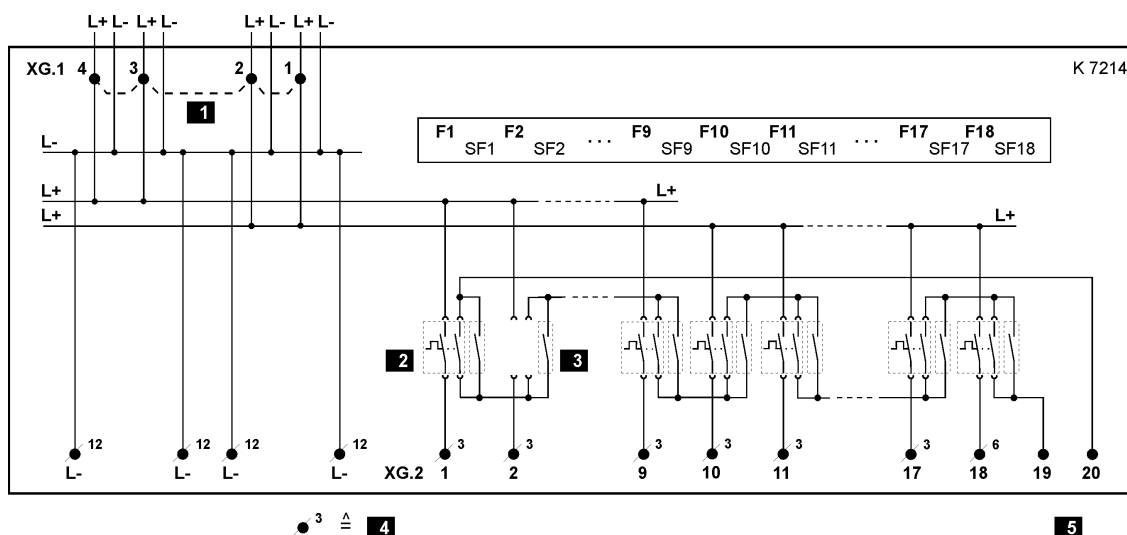 L+ L- L+ L- L+ L- L+ L-
XG.1 4 3 2 1 K 7214
1
F1 F2 ... F9 F10 F11 ... F17 F18
SF1 SF2 SF9 SF10 SF11 SF17 SF18
L-
L+ L+
L+ L+
2 3
12 12 12 12 3 3 3 3 3 3 6
L- L- L- L- XG.2 1 2 9 10 11 17 18 19 20
3 ≙ 4 5